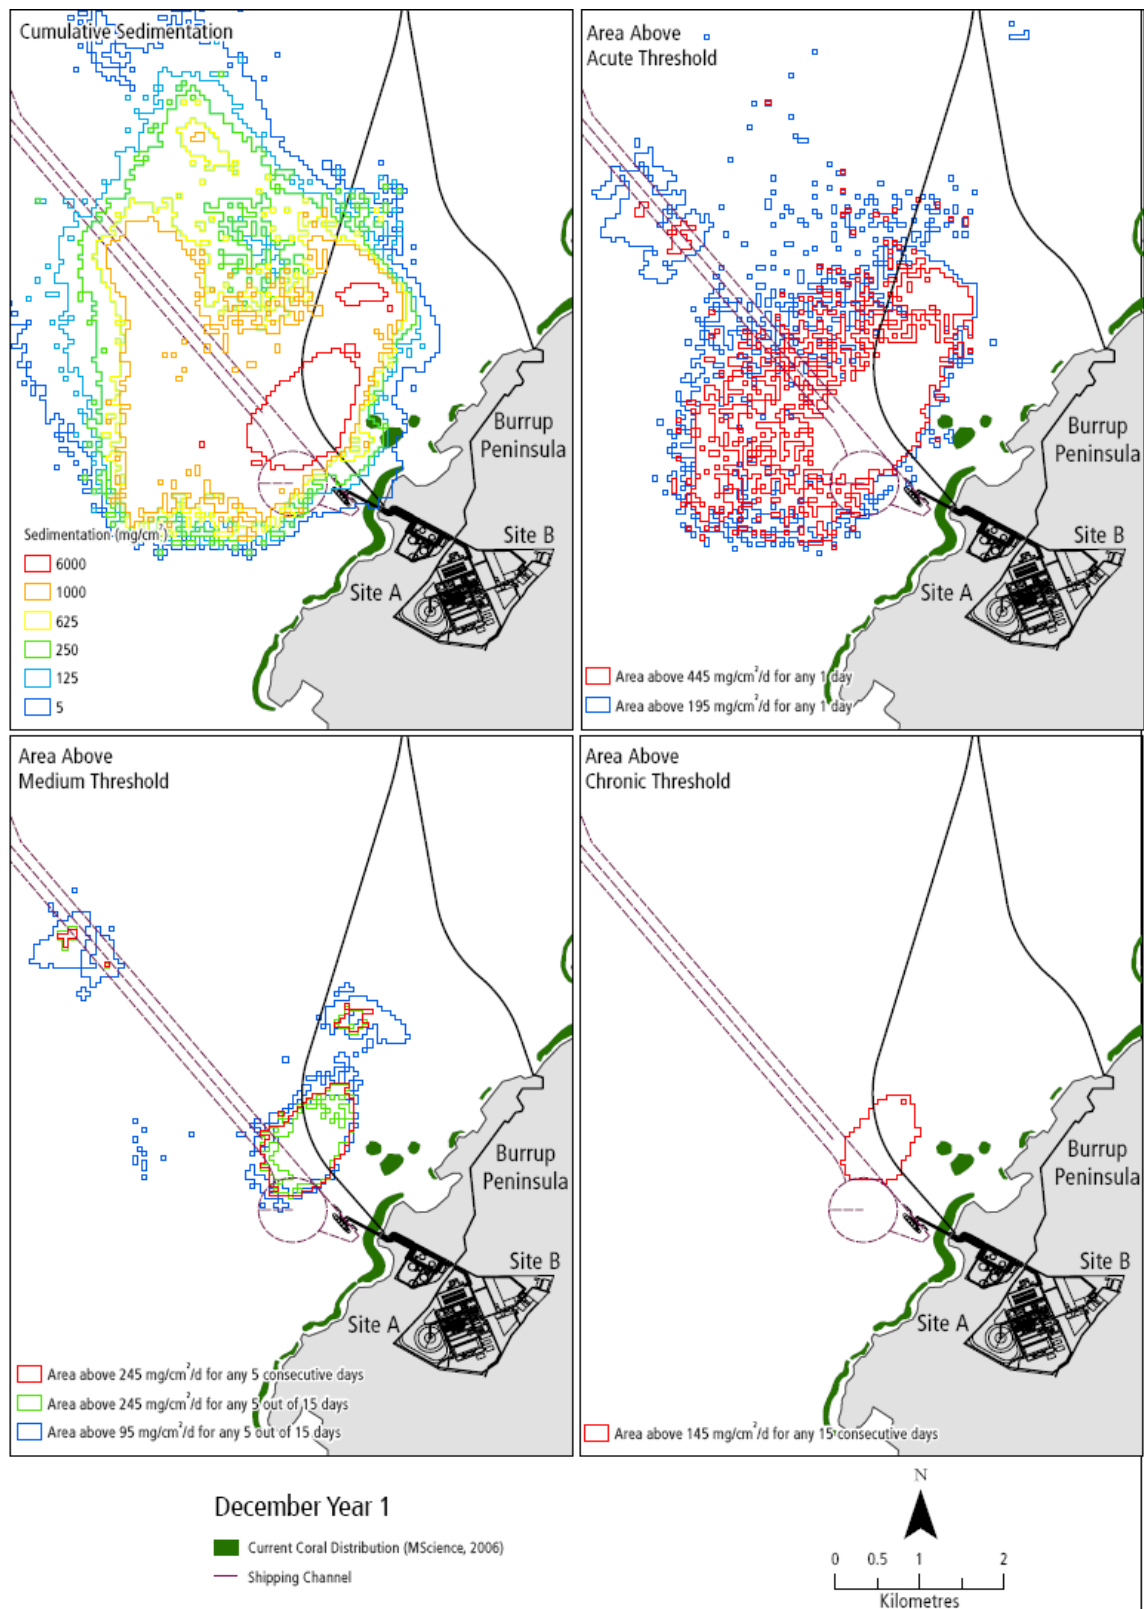 Cumulative Sedimentation
Burrup
Peninsula
Site B
Site A
Sedimentation (mg/cm²)
6000
1000
625
250
125
5
Area Above
Acute Threshold
Burrup
Peninsula
Site B
Site A
Area above 445 mg/cm²/d for any 1 day
Area above 195 mg/cm²/d for any 1 day
Area Above
Medium Threshold
Burrup
Peninsula
Site B
Site A
Area above 245 mg/cm²/d for any 5 consecutive days
Area above 245 mg/cm²/d for any 5 out of 15 days
Area above 95 mg/cm²/d for any 5 out of 15 days
Area Above
Chronic Threshold
Burrup
Peninsula
Site B
Site A
Area above 145 mg/cm²/d for any 15 consecutive days
December Year 1
Current Coral Distribution (MScience, 2006)
Shipping Channel
N
0 0.5 1 2
Kilometres